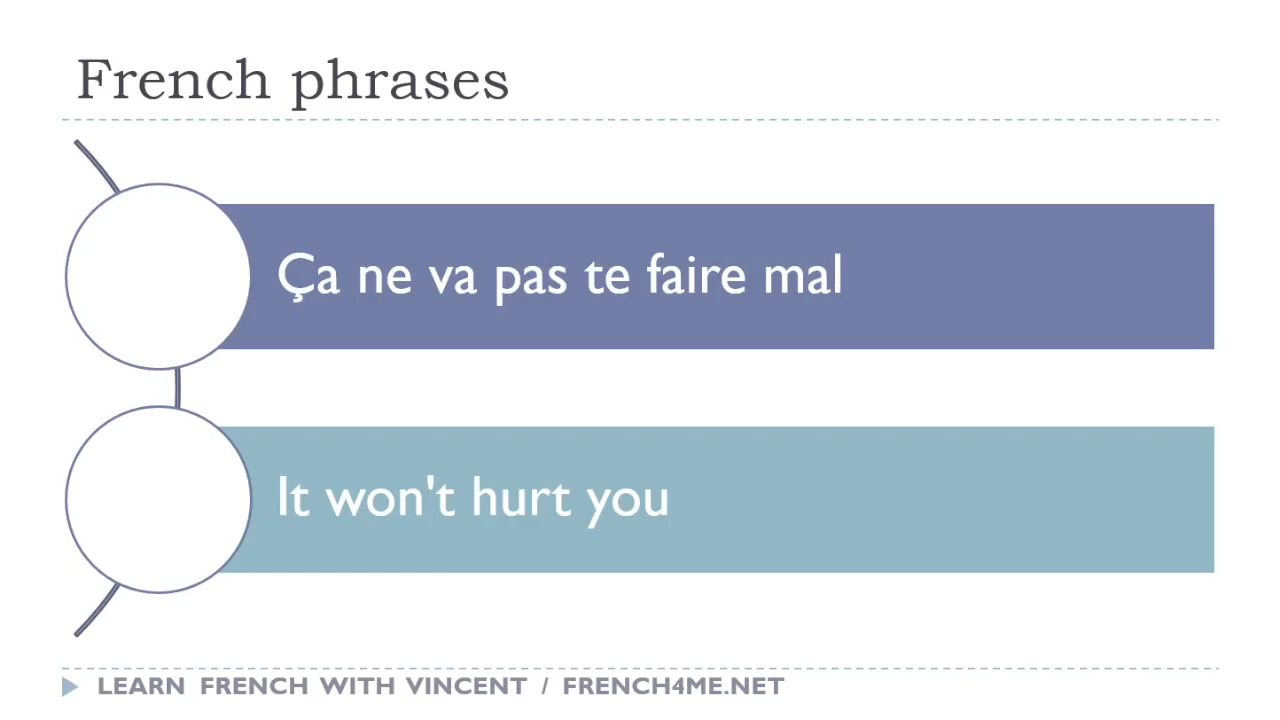 French phrases
Ça ne va pas te faire mal
It won't hurt you
LEARN FRENCH WITH VINCENT / FRENCH4ME.NET